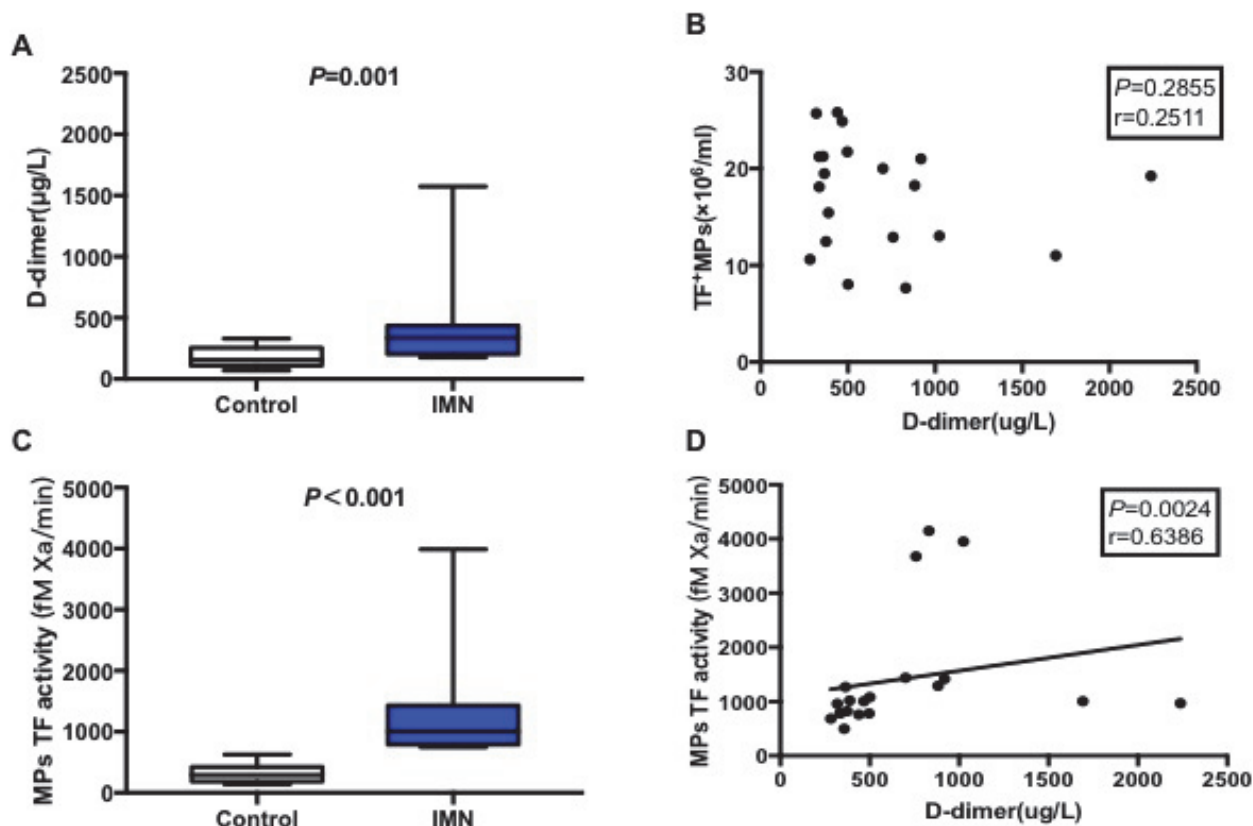 A
P=0.001
D-dimer(µg/L)
2500
2000
1500
1000
500
0
Control
IMN
B
P=0.2855
r=0.2511
TF⁺MPs(×10⁶/ml)
30
20
10
0
0
500
1000
1500
2000
2500
D-dimer(ug/L)
C
P<0.001
MPs TF activity (fM Xa/min)
5000
4000
3000
2000
1000
0
Control
IMN
D
P=0.0024
r=0.6386
MPs TF activity (fM Xa/min)
5000
4000
3000
2000
1000
0
0
500
1000
1500
2000
2500
D-dimer(ug/L)